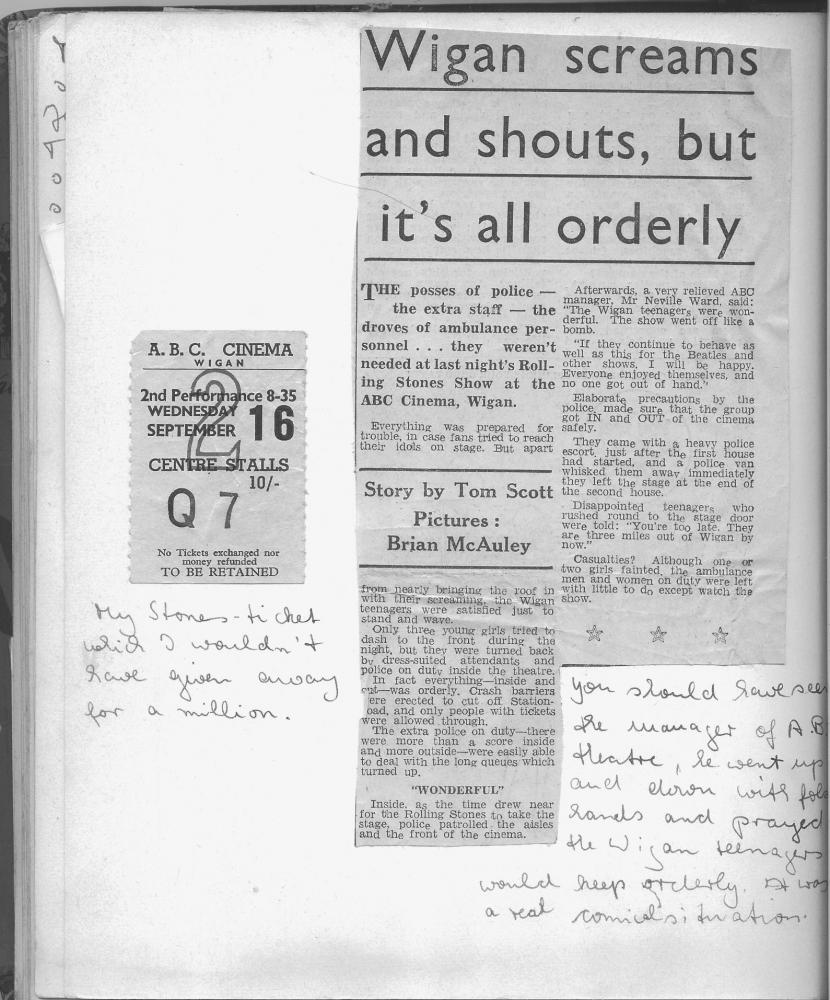 Wigan screams
and shouts, but
it's all orderly
THE posses of police —
the extra staff — the
droves of ambulance per-
sonnel . . . they weren't
needed at last night's Roll-
ing Stones Show at the
ABC Cinema, Wigan.
Everything was prepared for
trouble, in case fans tried to reach
their idols on stage. But apart
Story by Tom Scott
Pictures :
Brian McAuley
from nearly bringing the roof in
with their screaming, the Wigan
teenagers were satisfied just to
stand and wave.
Only three young girls tried to
dash to the front during the
night, but they were turned back
by dress-suited attendants and
police on duty inside the theatre.
In fact everything—inside and
out—was orderly. Crash barriers
ere erected to cut off Station-
oad, and only people with tickets
were allowed through.
The extra police on duty—there
were more than a score inside
and more outside—were easily able
to deal with the long queues which
turned up.
"WONDERFUL"
Inside, as the time drew near
for the Rolling Stones to take the
stage, police patrolled the aisles
and the front of the cinema.
Afterwards, a very relieved ABC
manager, Mr Neville Ward, said:
"The Wigan teenagers were won-
derful. The show went off like a
bomb.
"If they continue to behave as
well as this for the Beatles and
other shows, I will be happy.
Everyone enjoyed themselves, and
no one got out of hand."
Elaborate precautions by the
police made sure that the group
got IN and OUT of the cinema
safely.
They came with a heavy police
escort just after the first house
had started, and a police van
whisked them away immediately
they left the stage at the end of
the second house.
Disappointed teenagers who
rushed round to the stage door
were told: "You're too late. They
are three miles out of Wigan by
now."
Casualties? Although one or
two girls fainted, the ambulance
men and women on duty were left
with little to do except watch the
show.
A. B. C. CINEMA
WIGAN
2
2nd Performance 8-35
WEDNESDAY
SEPTEMBER 16
CENTRE STALLS
10/-
Q 7
No Tickets exchanged nor
money refunded
TO BE RETAINED
My Stones-ticket
which I wouldn't
have given away
for a million.
you should have see
the manager of A.B
theatre, he went up
and down with fol
hands and prayed
the Wigan teenagers
would keep orderly. It was
a real comical situation.